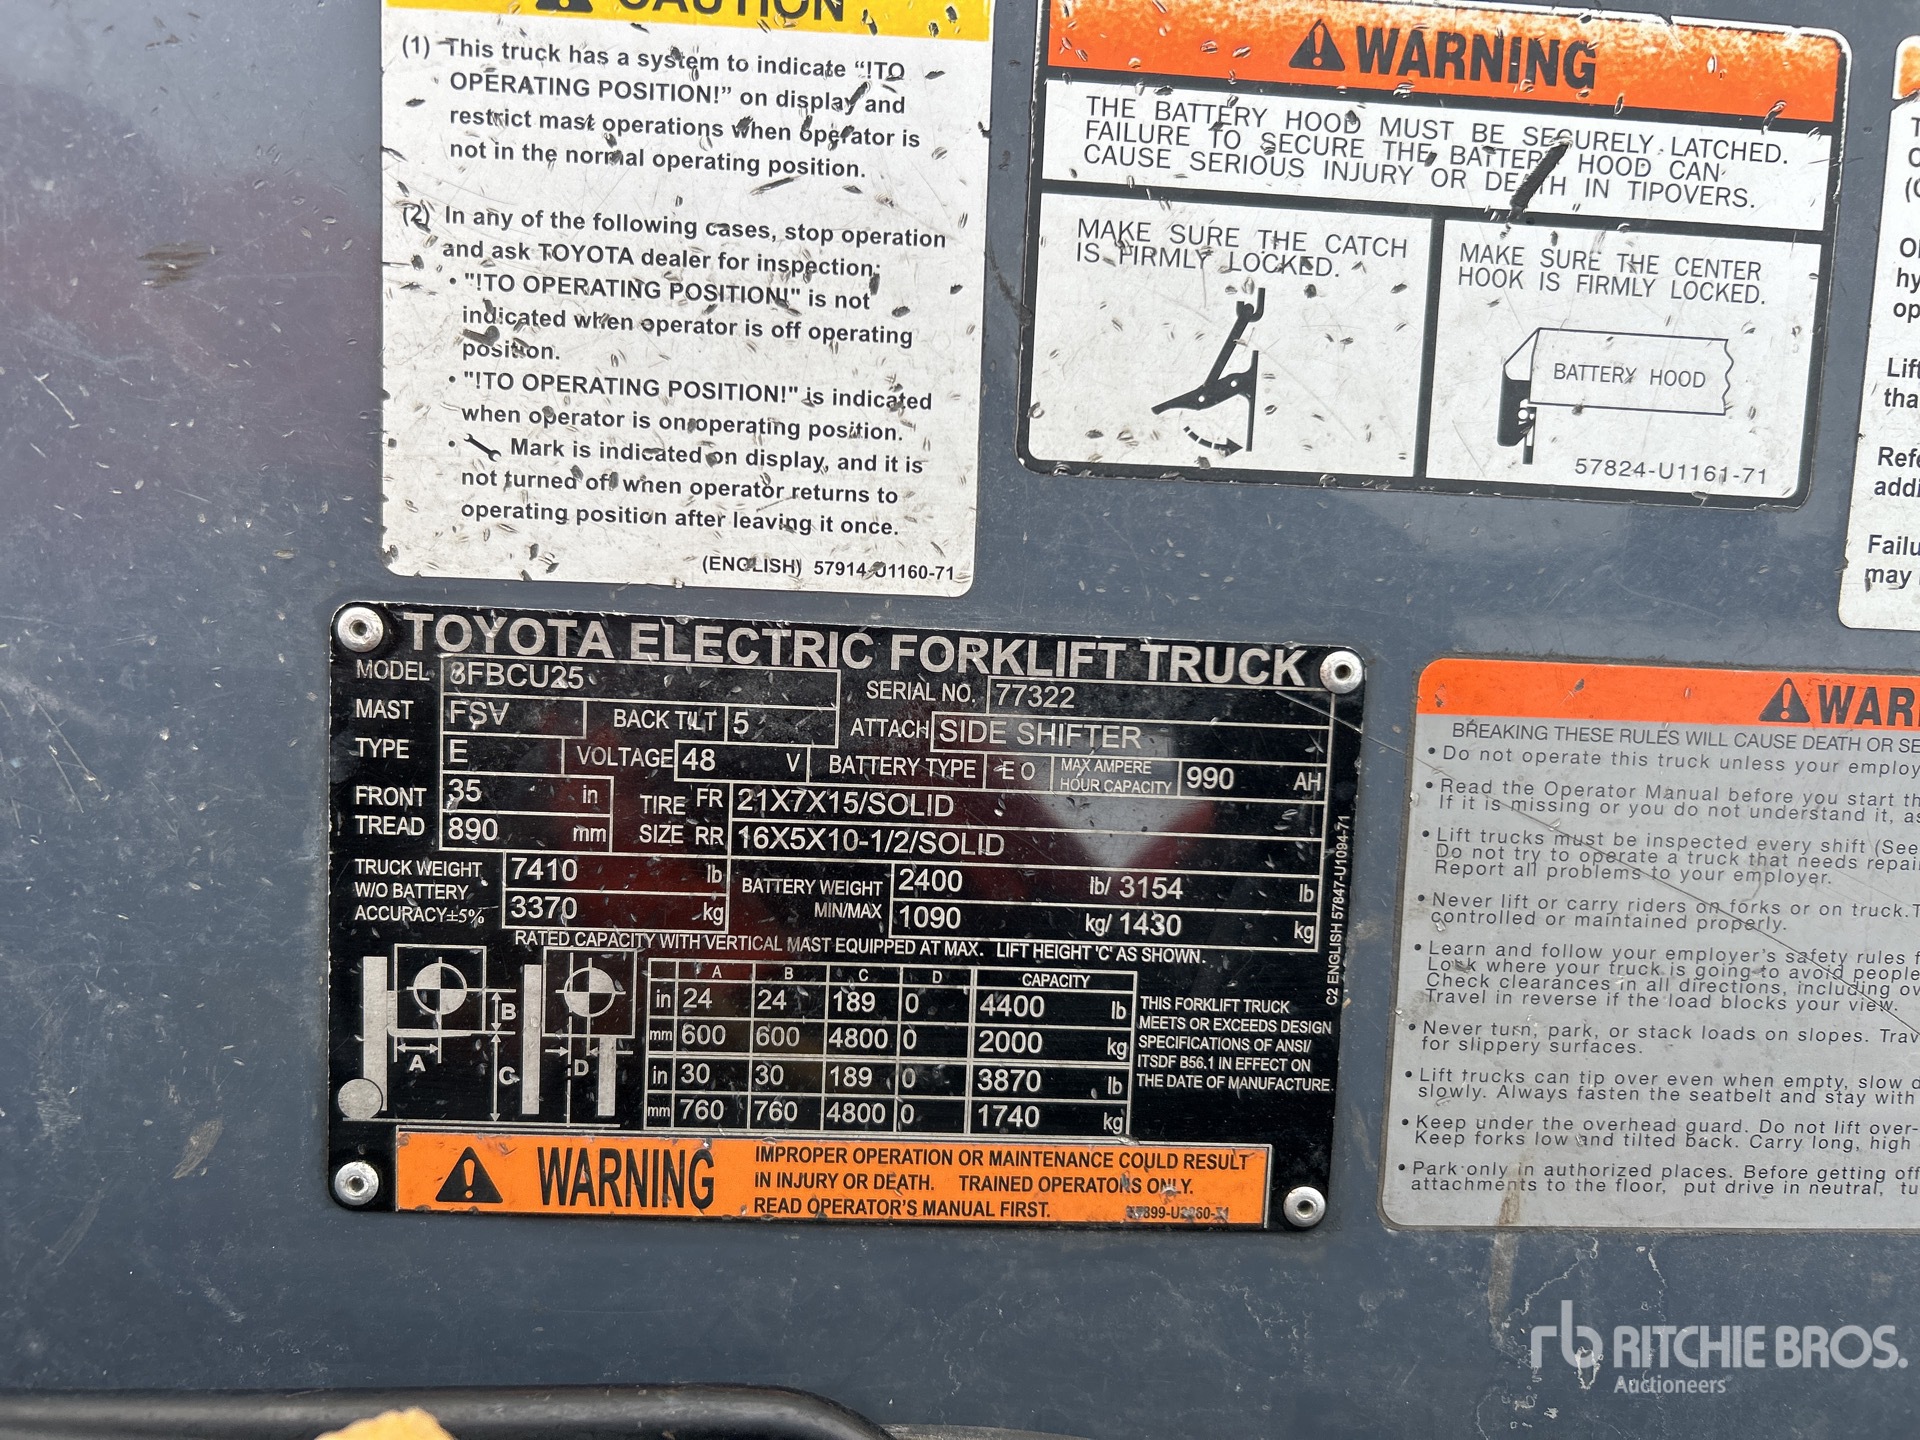 CAUTION
(1) This truck has a system to indicate “!TO
OPERATING POSITION!” on display and
restrict mast operations when operator is
not in the normal operating position.
(2) In any of the following cases, stop operation
and ask TOYOTA dealer for inspection:
• "!TO OPERATING POSITION!" is not
indicated when operator is off operating
position.
• "!TO OPERATING POSITION!" is indicated
when operator is on operating position.
• Mark is indicated on display, and it is
not turned off when operator returns to
operating position after leaving it once.
(ENGLISH) 57914-U1160-71
WARNING
THE BATTERY HOOD MUST BE SECURELY LATCHED.
FAILURE TO SECURE THE BATTERY HOOD CAN
CAUSE SERIOUS INJURY OR DEATH IN TIPOVERS.
MAKE SURE THE CATCH
IS FIRMLY LOCKED.
MAKE SURE THE CENTER
HOOK IS FIRMLY LOCKED.
BATTERY HOOD
57824-U1161-71
Lift
tha
Refe
addi
Failu
may
TOYOTA ELECTRIC FORKLIFT TRUCK
MODEL 8FBCU25 SERIAL NO. 77322
MAST FSV BACK TILT 5 ATTACH SIDE SHIFTER
TYPE E VOLTAGE 48 V BATTERY TYPE E O MAX AMPERE HOUR CAPACITY 990 AH
FRONT TREAD 35 in TIRE SIZE FR 21X7X15/SOLID
890 mm RR 16X5X10-1/2/SOLID
TRUCK WEIGHT W/O BATTERY ACCURACY±5% 7410 lb BATTERY WEIGHT MIN/MAX 2400 lb/ 3154 lb
3370 kg 1090 kg/ 1430 kg
RATED CAPACITY WITH VERTICAL MAST EQUIPPED AT MAX. LIFT HEIGHT 'C' AS SHOWN.
A B C D CAPACITY
in 24 24 189 0 4400 lb
mm 600 600 4800 0 2000 kg
in 30 30 189 0 3870 lb
mm 760 760 4800 0 1740 kg
A B C D
THIS FORKLIFT TRUCK
MEETS OR EXCEEDS DESIGN
SPECIFICATIONS OF ANSI/
ITSDF B56.1 IN EFFECT ON
THE DATE OF MANUFACTURE.
C2 ENGLISH 57847-U1094-71
WARNING
IMPROPER OPERATION OR MAINTENANCE COULD RESULT
IN INJURY OR DEATH. TRAINED OPERATORS ONLY.
READ OPERATOR'S MANUAL FIRST.
WAR
BREAKING THESE RULES WILL CAUSE DEATH OR SE
• Do not operate this truck unless your employ
• Read the Operator Manual before you start th
If it is missing or you do not understand it, as
• Lift trucks must be inspected every shift (See
Do not try to operate a truck that needs repair
Report all problems to your employer.
• Never lift or carry riders on forks or on truck. T
controlled or maintained properly.
• Learn and follow your employer's safety rules f
Look where your truck is going to avoid people
Check clearances in all directions, including ov
Travel in reverse if the load blocks your view.
• Never turn, park, or stack loads on slopes. Trav
for slippery surfaces.
• Lift trucks can tip over even when empty, slow d
slowly. Always fasten the seatbelt and stay with
• Keep under the overhead guard. Do not lift over-
Keep forks low and tilted back. Carry long, high
• Park only in authorized places. Before getting off
attachments to the floor, put drive in neutral, tu
rb RITCHIE BROS.
Auctioneers